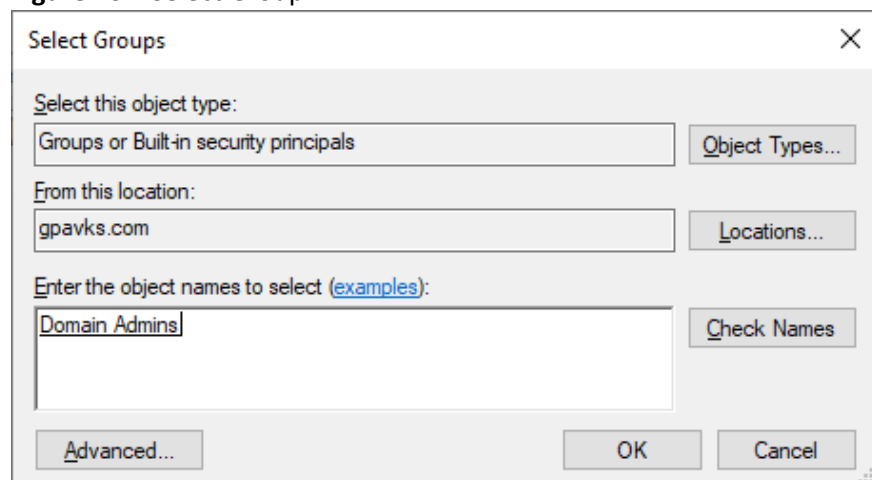 Select Groups
Select this object type:
Groups or Built-in security principals
Object Types...
From this location:
gpavks.com
Locations...
Enter the object names to select (examples):
Domain Admins
Check Names
Advanced...
OK
Cancel